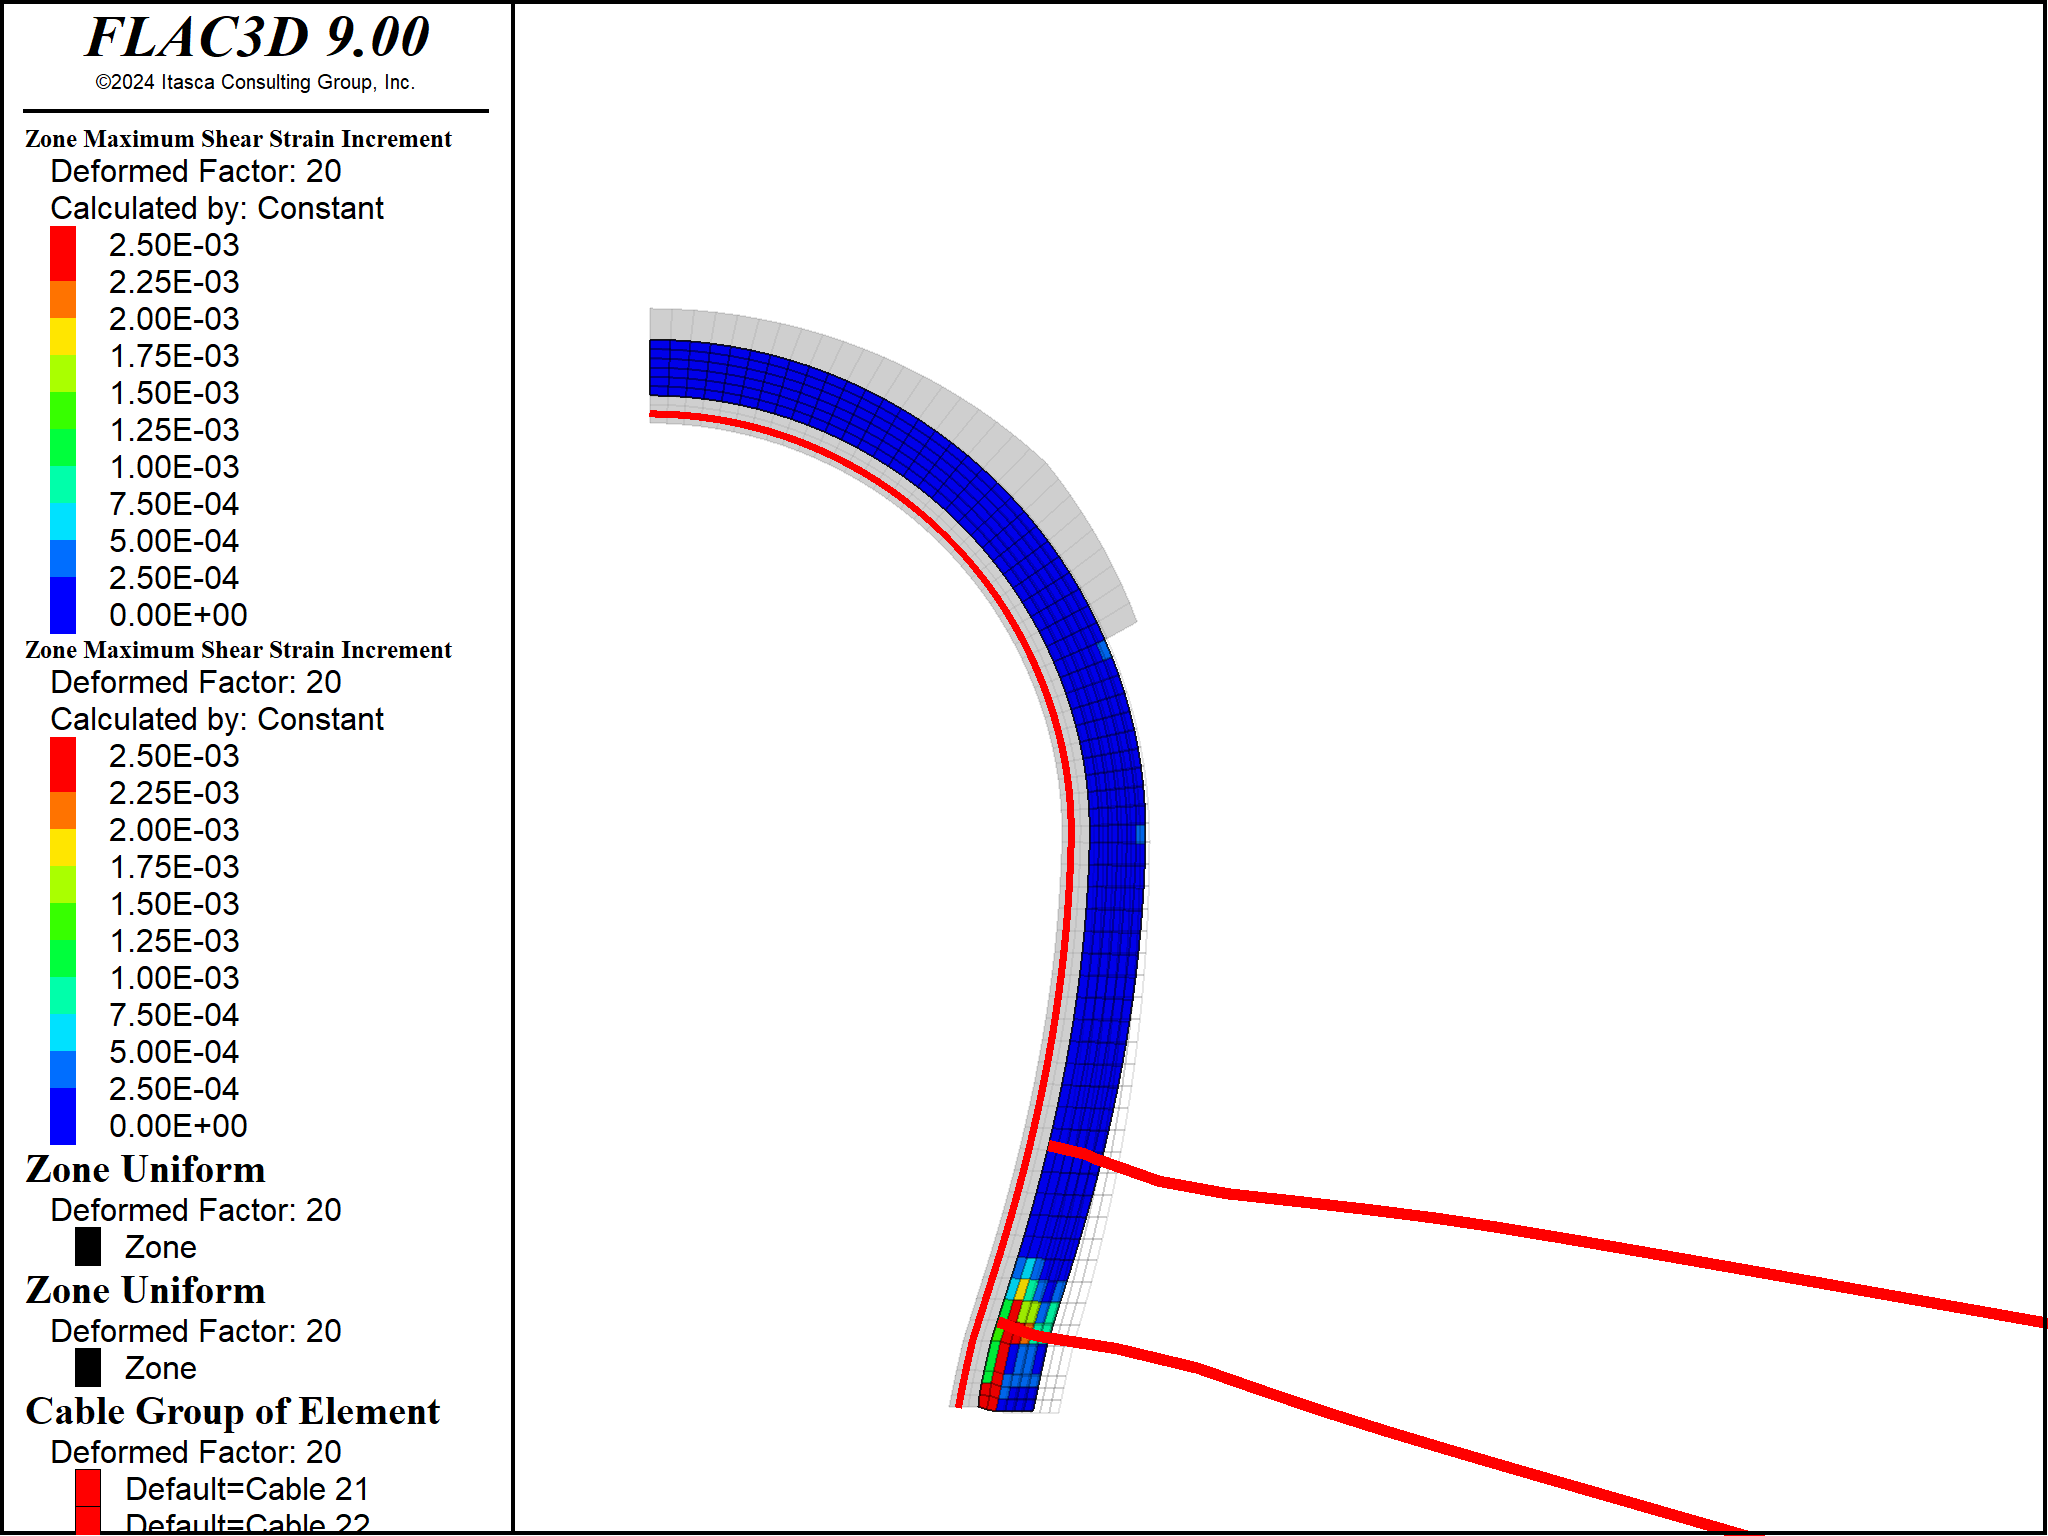 FLAC3D 9.00
©2024 Itasca Consulting Group, Inc.
Zone Maximum Shear Strain Increment
Deformed Factor: 20
Calculated by: Constant
2.50E-03
2.25E-03
2.00E-03
1.75E-03
1.50E-03
1.25E-03
1.00E-03
7.50E-04
5.00E-04
2.50E-04
0.00E+00
Zone Maximum Shear Strain Increment
Deformed Factor: 20
Calculated by: Constant
2.50E-03
2.25E-03
2.00E-03
1.75E-03
1.50E-03
1.25E-03
1.00E-03
7.50E-04
5.00E-04
2.50E-04
0.00E+00
Zone Uniform
Deformed Factor: 20
Zone
Zone Uniform
Deformed Factor: 20
Zone
Cable Group of Element
Deformed Factor: 20
Default=Cable 21
Default=Cable 22